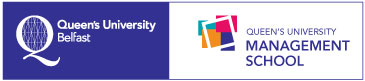 Queen's University
Belfast
QUEEN'S UNIVERSITY
MANAGEMENT
SCHOOL